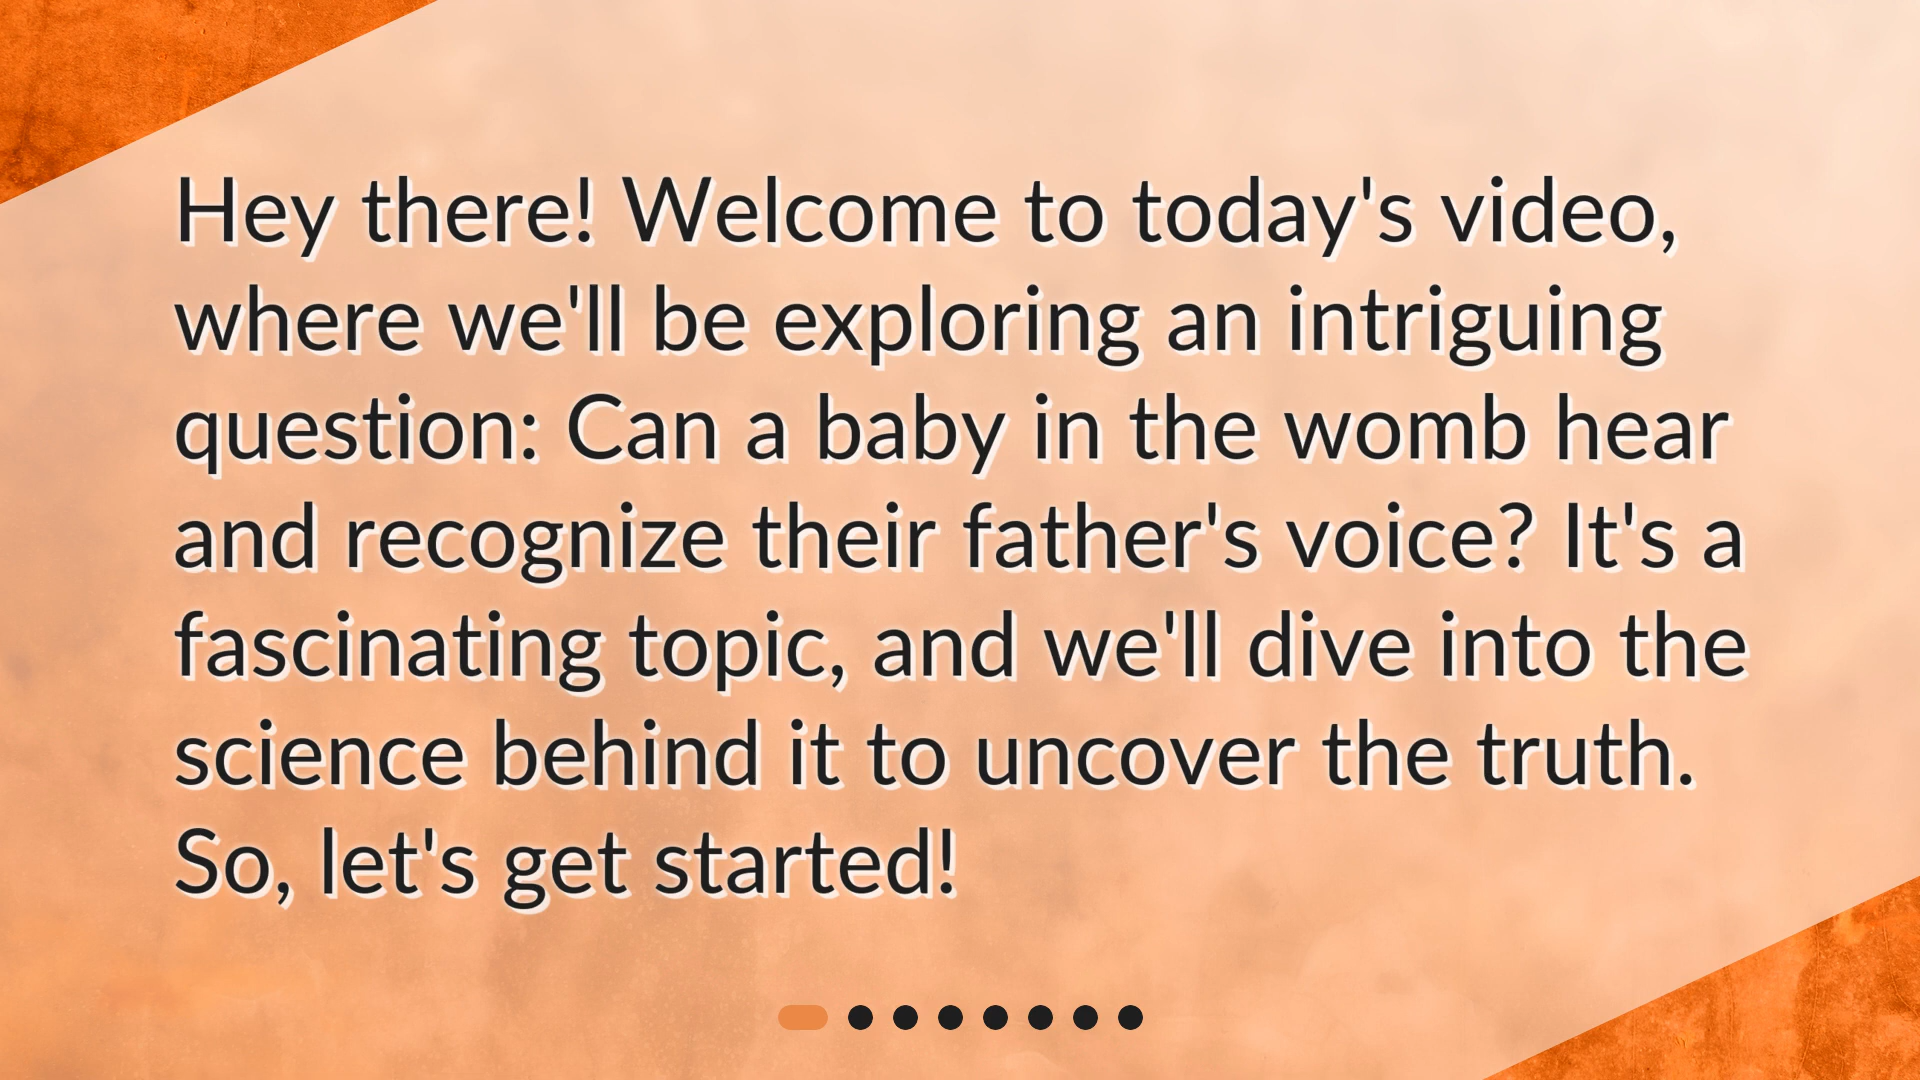 Hey there! Welcome to today's video,
where we'll be exploring an intriguing
question: Can a baby in the womb hear
and recognize their father's voice? It's a
fascinating topic, and we'll dive into the
science behind it to uncover the truth.
So, let's get started!